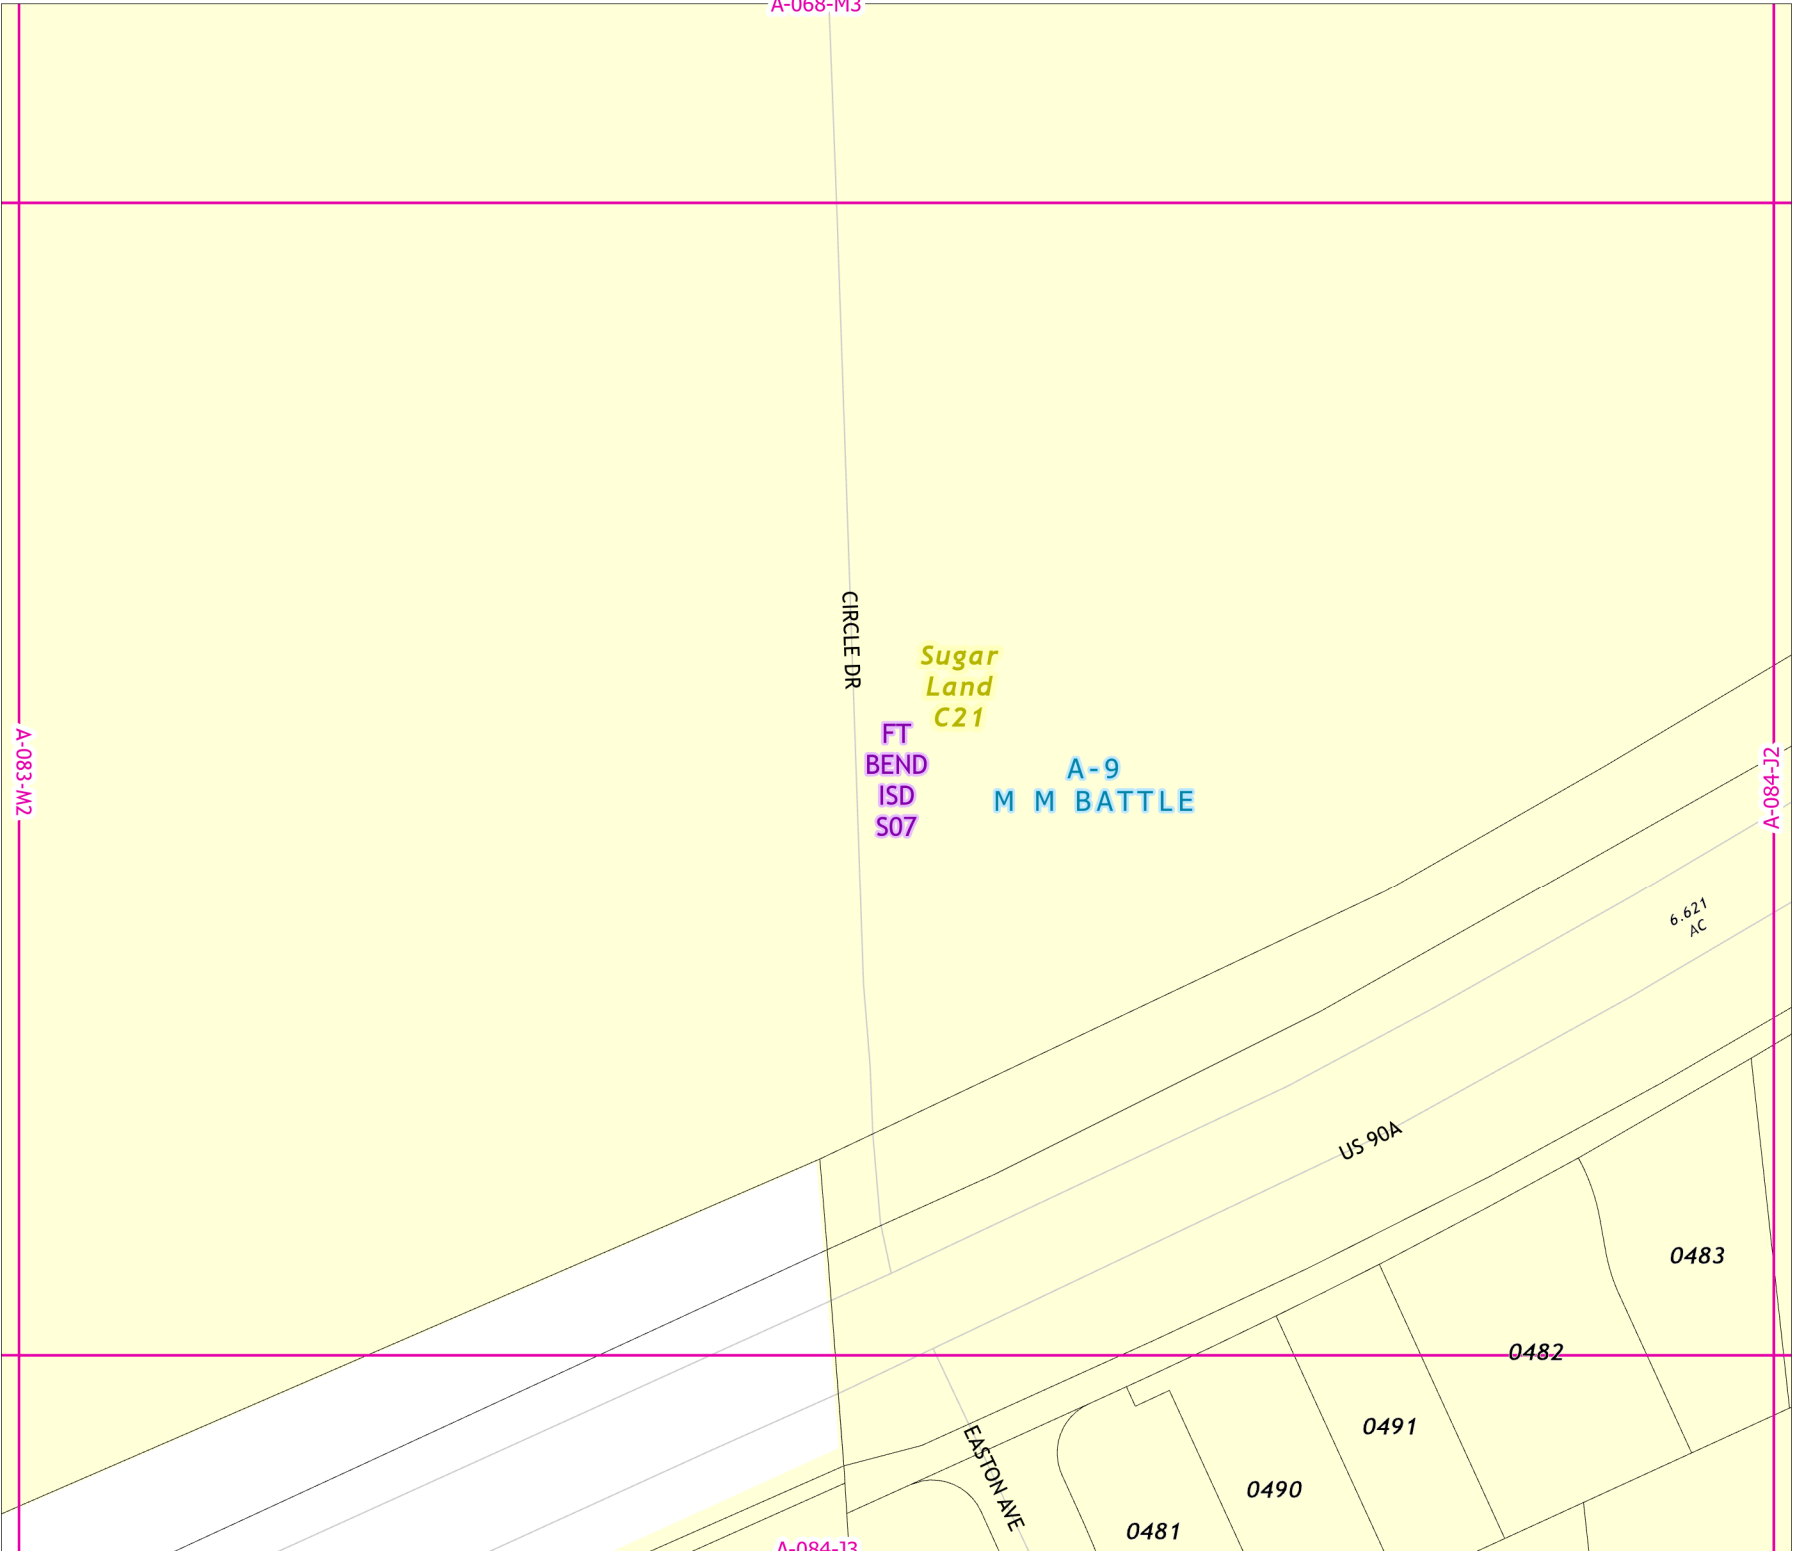 A-068-M3
CIRCLE DR
Sugar
Land
C21
FT
BEND
ISD
S07
A-9
M M BATTLE
A-083-M2
A-084-J2
6.621
AC
US 90A
0483
0482
0491
0490
EASTON AVE
0481
A-084-J3